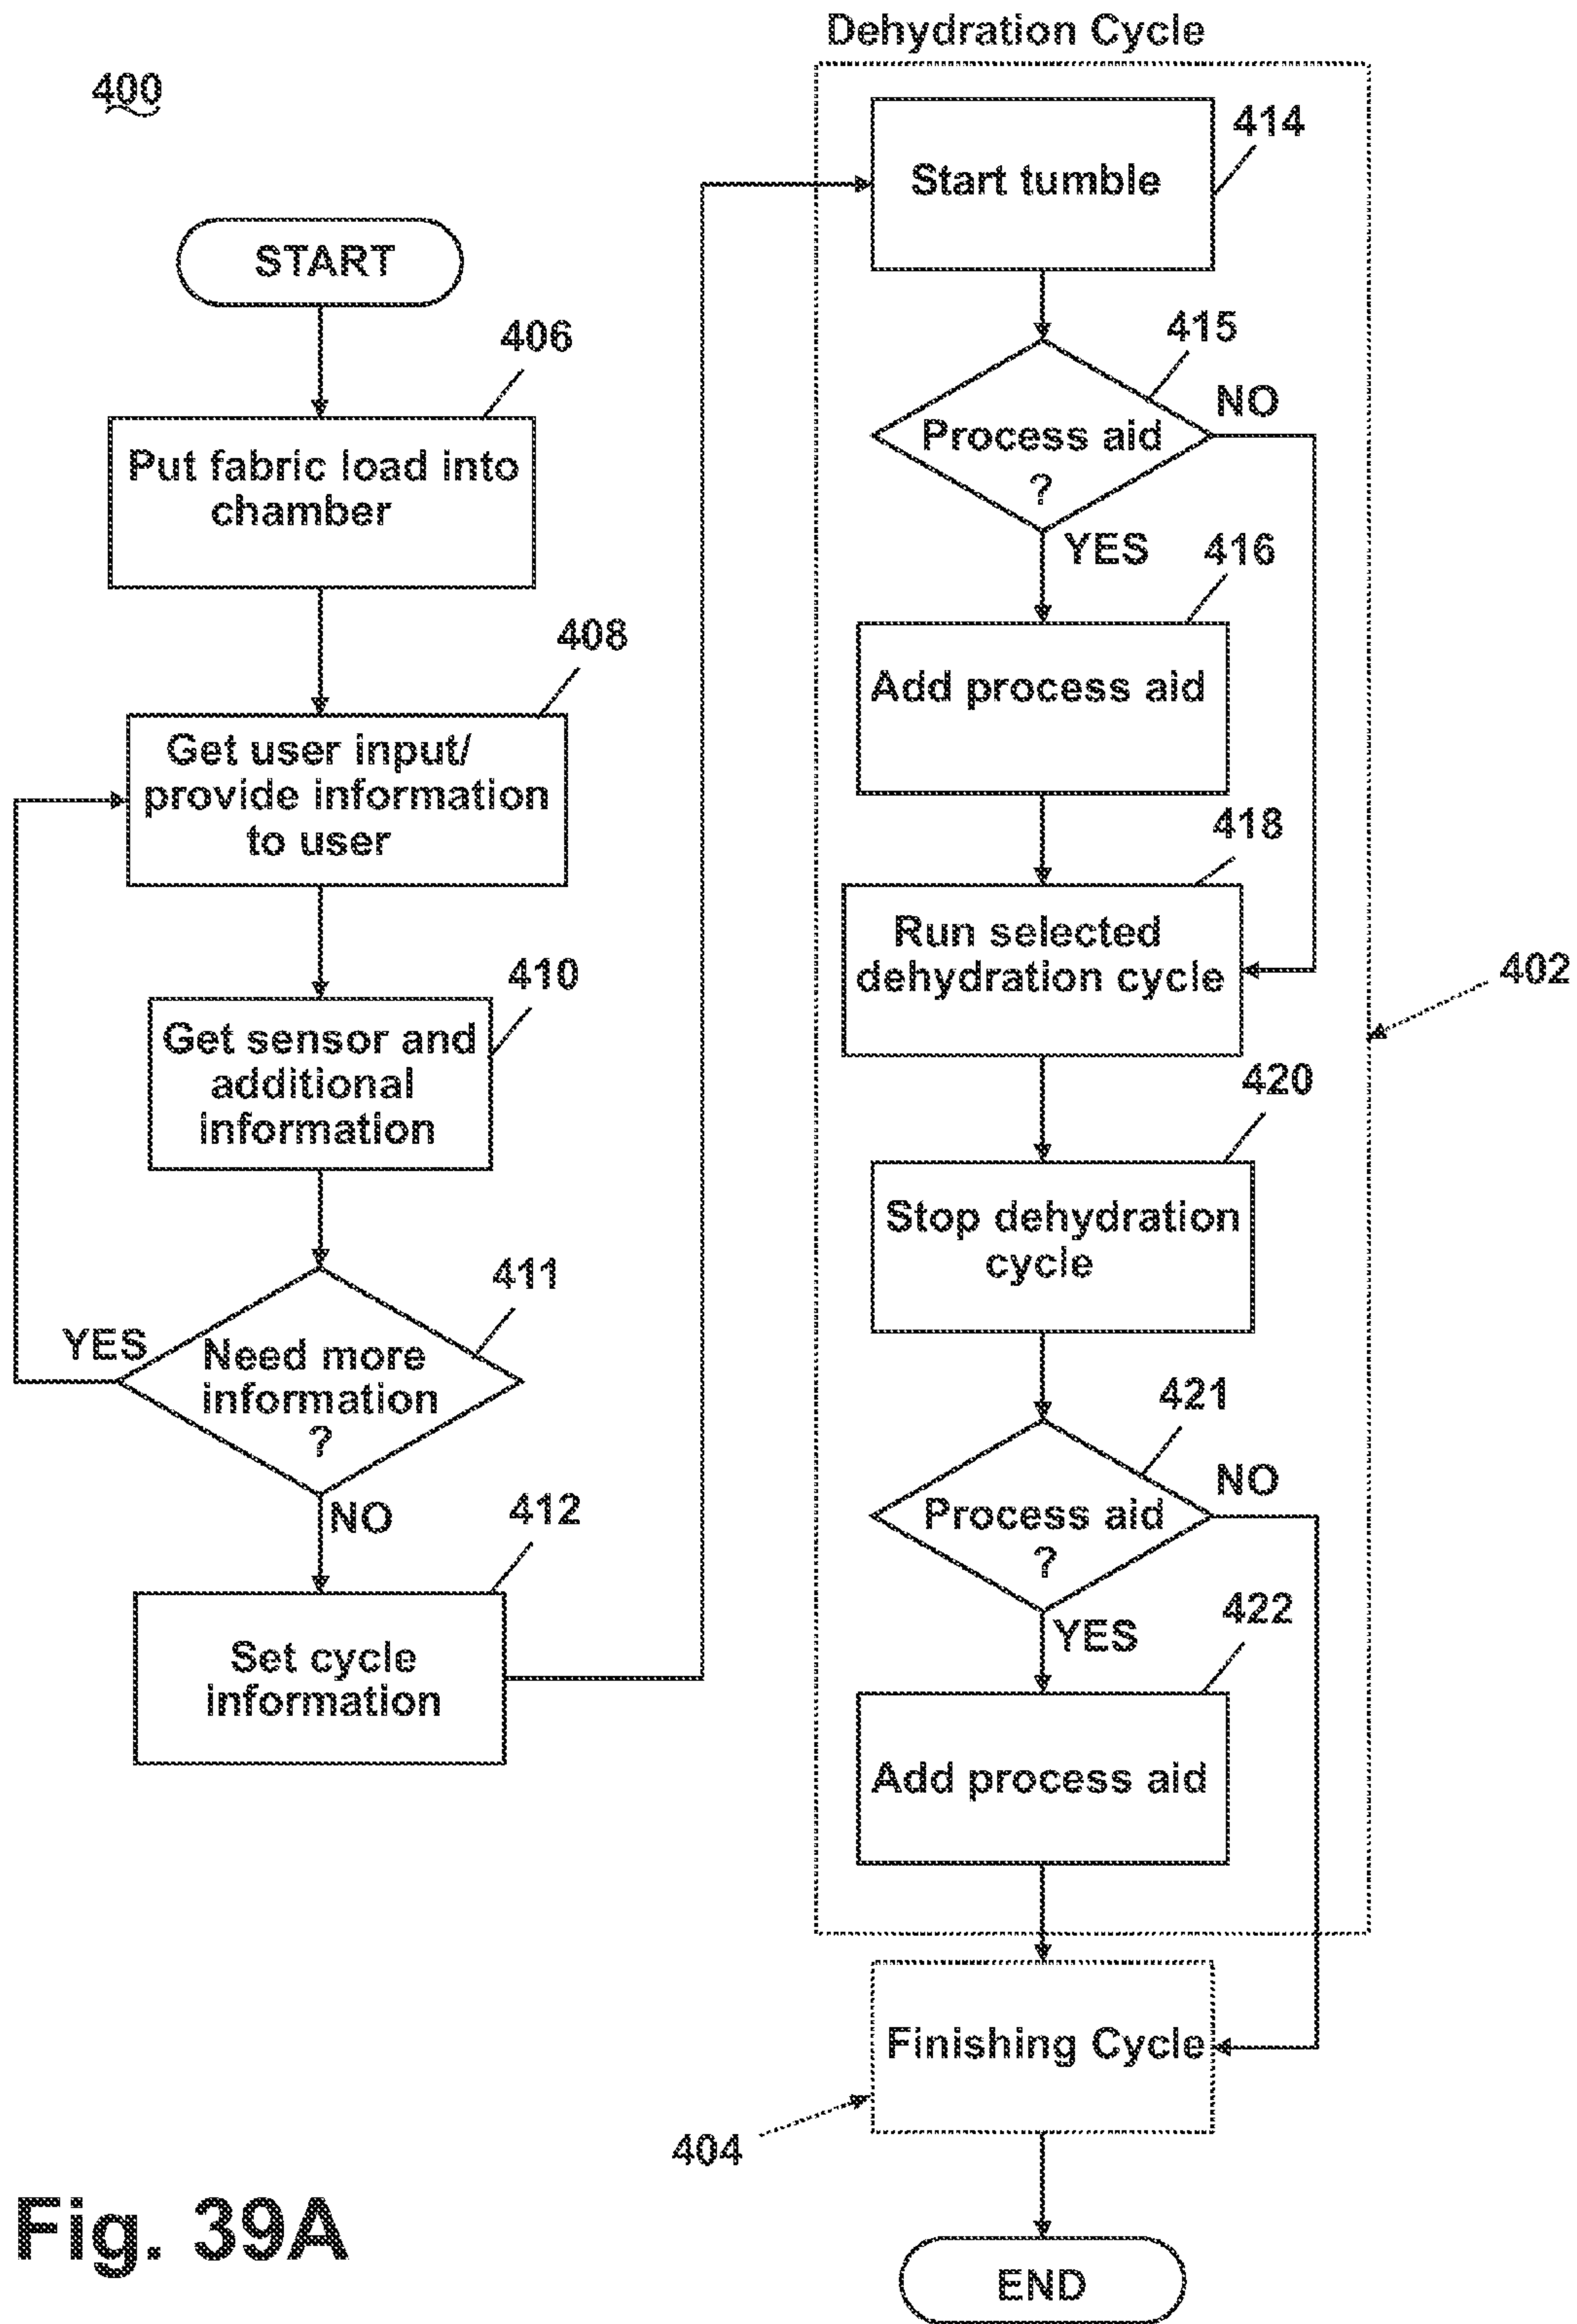 400
START
406
Put fabric load into
chamber
408
Get user input/
provide information
to user
410
Get sensor and
additional
information
411
YES
Need more
information
?
NO
412
Set cycle
information
Dehydration Cycle
414
Start tumble
415
NO
Process aid
?
YES
416
Add process aid
418
Run selected
dehydration cycle
402
420
Stop dehydration
cycle
421
NO
Process aid
?
YES
422
Add process aid
Finishing Cycle
404
END
Fig. 39A